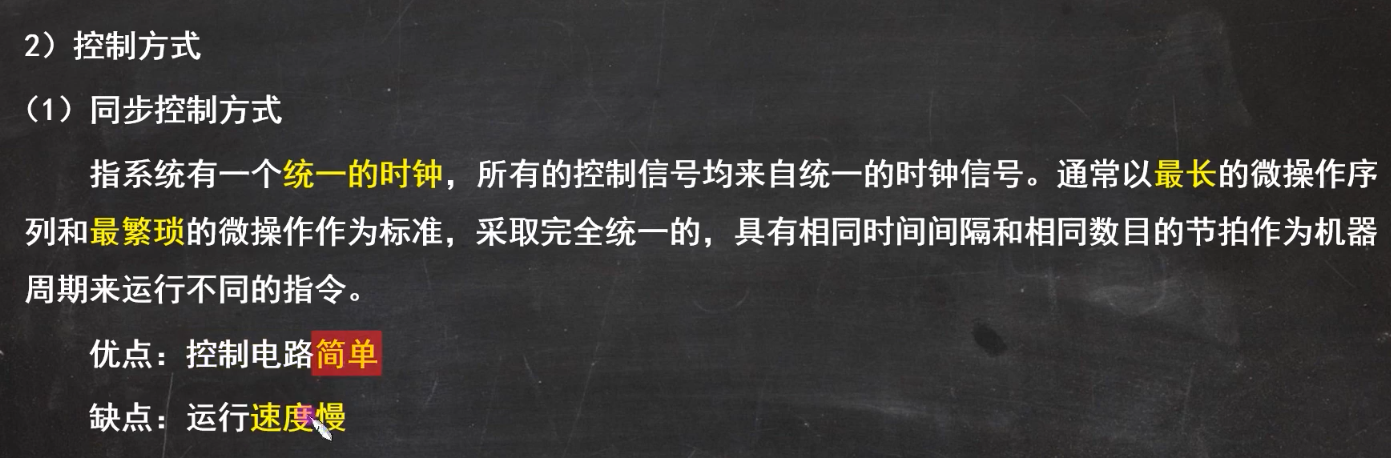 2）控制方式
（1）同步控制方式
指系统有一个统一的时钟，所有的控制信号均来自统一的时钟信号。通常以最长的微操作序
列和最繁琐的微操作作为标准，采取完全统一的，具有相同时间间隔和相同数目的节拍作为机器
周期来运行不同的指令。
优点：控制电路简单
缺点：运行速度慢